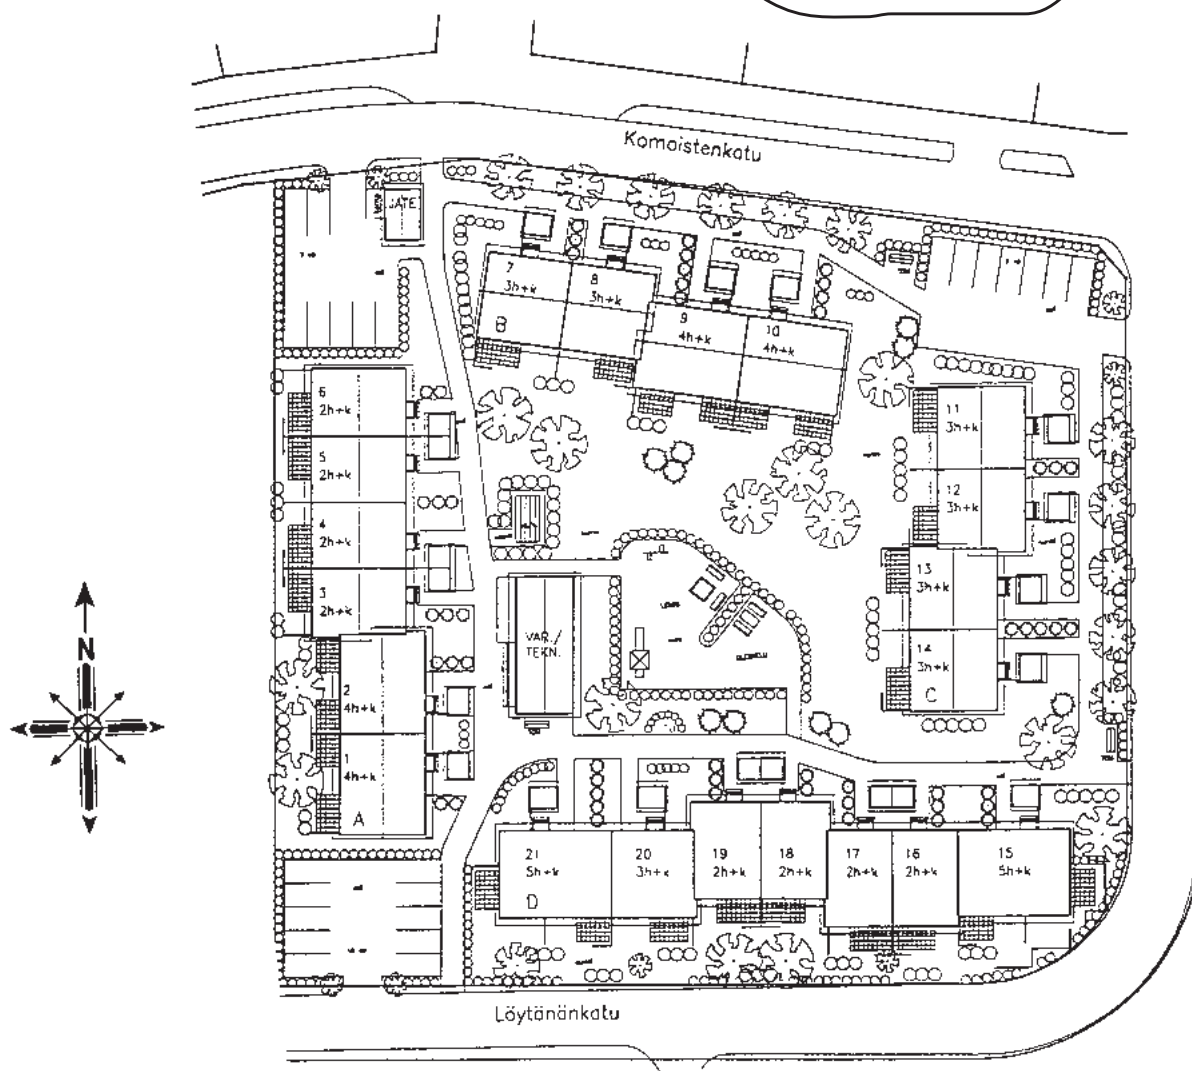 Komoistenkatu
JÄTE
7
3h+k
8
3h+k
B
9
4h+k
10
4h+k
6
2h+k
5
2h+k
4
2h+k
3
2h+k
2
4h+k
1
4h+k
A
11
3h+k
12
3h+k
13
3h+k
14
3h+k
C
VAR./
TEKN.
N
21
5h+k
D
20
3h+k
19
2h+k
18
2h+k
17
2h+k
16
2h+k
15
5h+k
Löytänänkatu